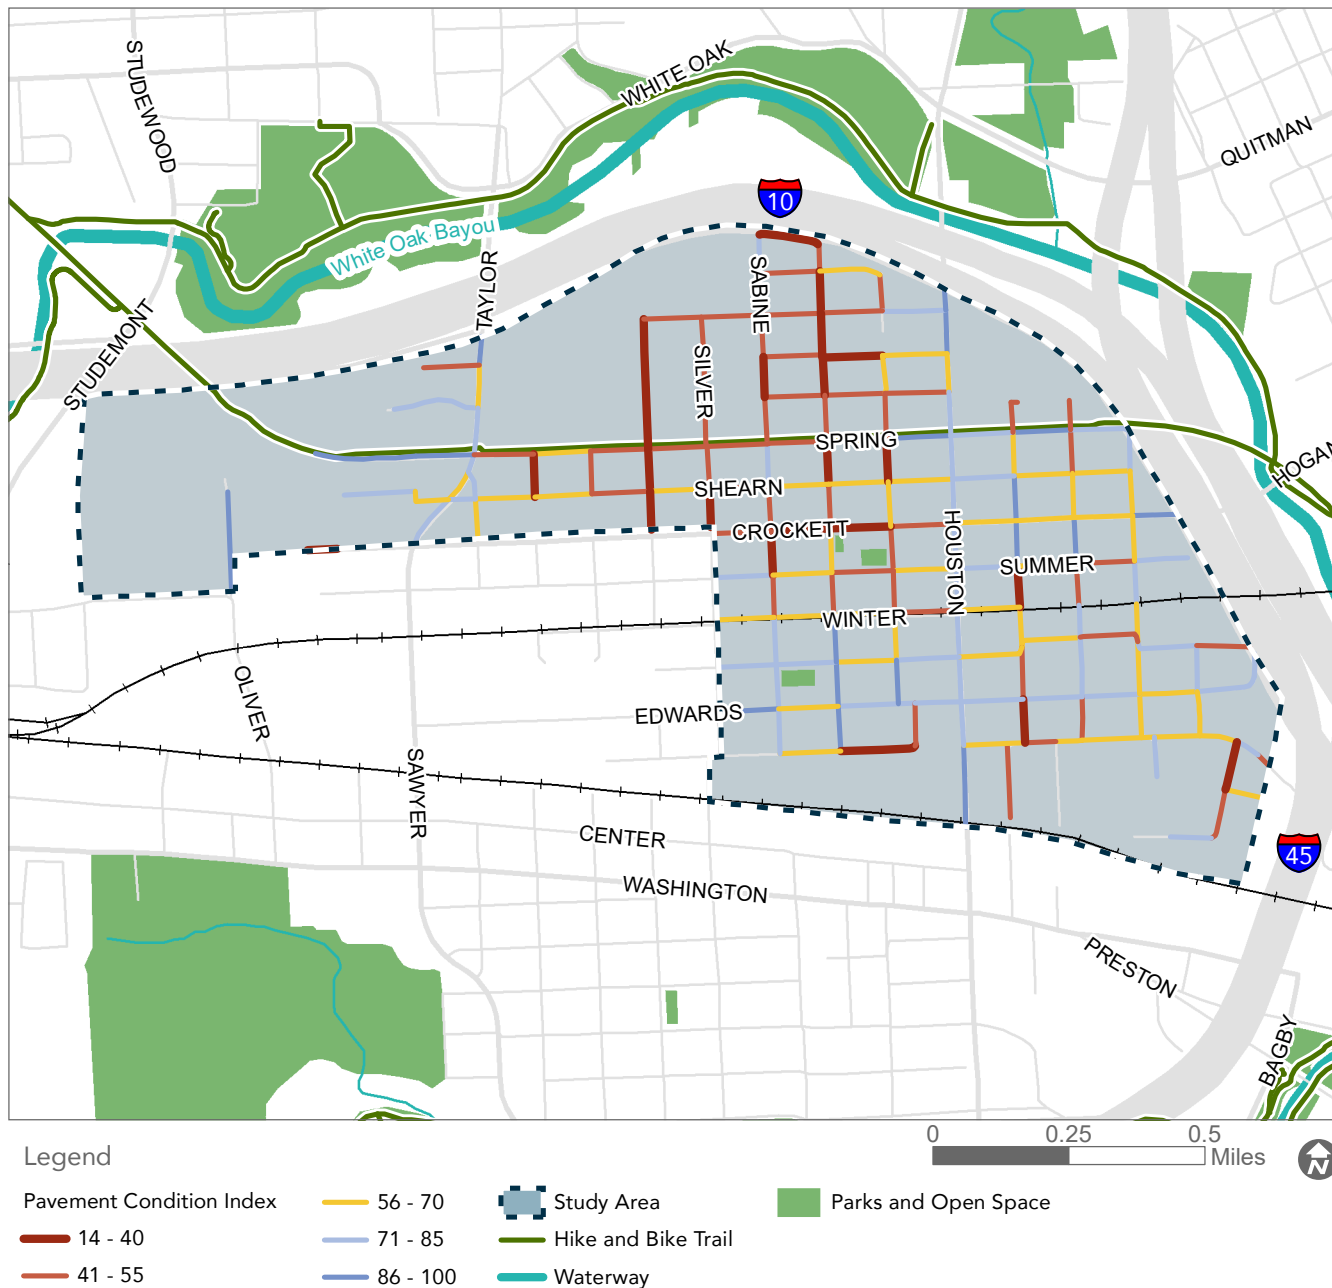 STUDEWOOD
WHITE OAK
QUITMAN
10
White Oak Bayou
TAYLOR
SABINE
STUDEMONT
SILVER
SPRING
HOGAN
SHEARN
CROCKETT
HOUSTON
SUMMER
WINTER
OLIVER
EDWARDS
SAWYER
CENTER
45
WASHINGTON
PRESTON
BAGBY
0 0.25 0.5
Miles
N
Legend
Pavement Condition Index
14 - 40
41 - 55
56 - 70
71 - 85
86 - 100
Study Area
Hike and Bike Trail
Waterway
Parks and Open Space